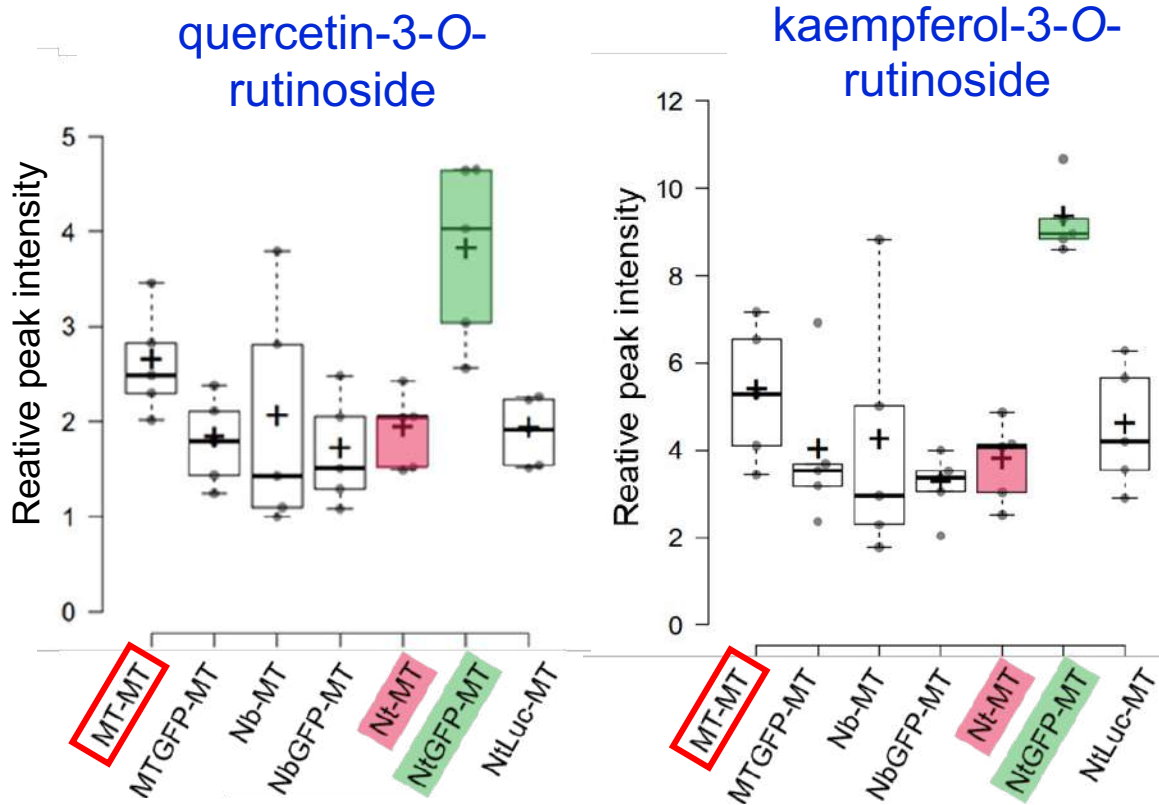 quercetin-3-O-
rutinoside
Reative peak intensity
5
4
3
2
1
0
MT-MT
MTGFP-MT
Nb-MT
NbGFP-MT
Nt-MT
NtGFP-MT
NtLuc-MT
kaempferol-3-O-
rutinoside
Relative peak intensity
12
10
8
6
4
2
0
MT-MT
MTGFP-MT
Nb-MT
NbGFP-MT
Nt-MT
NtGFP-MT
NtLuc-MT